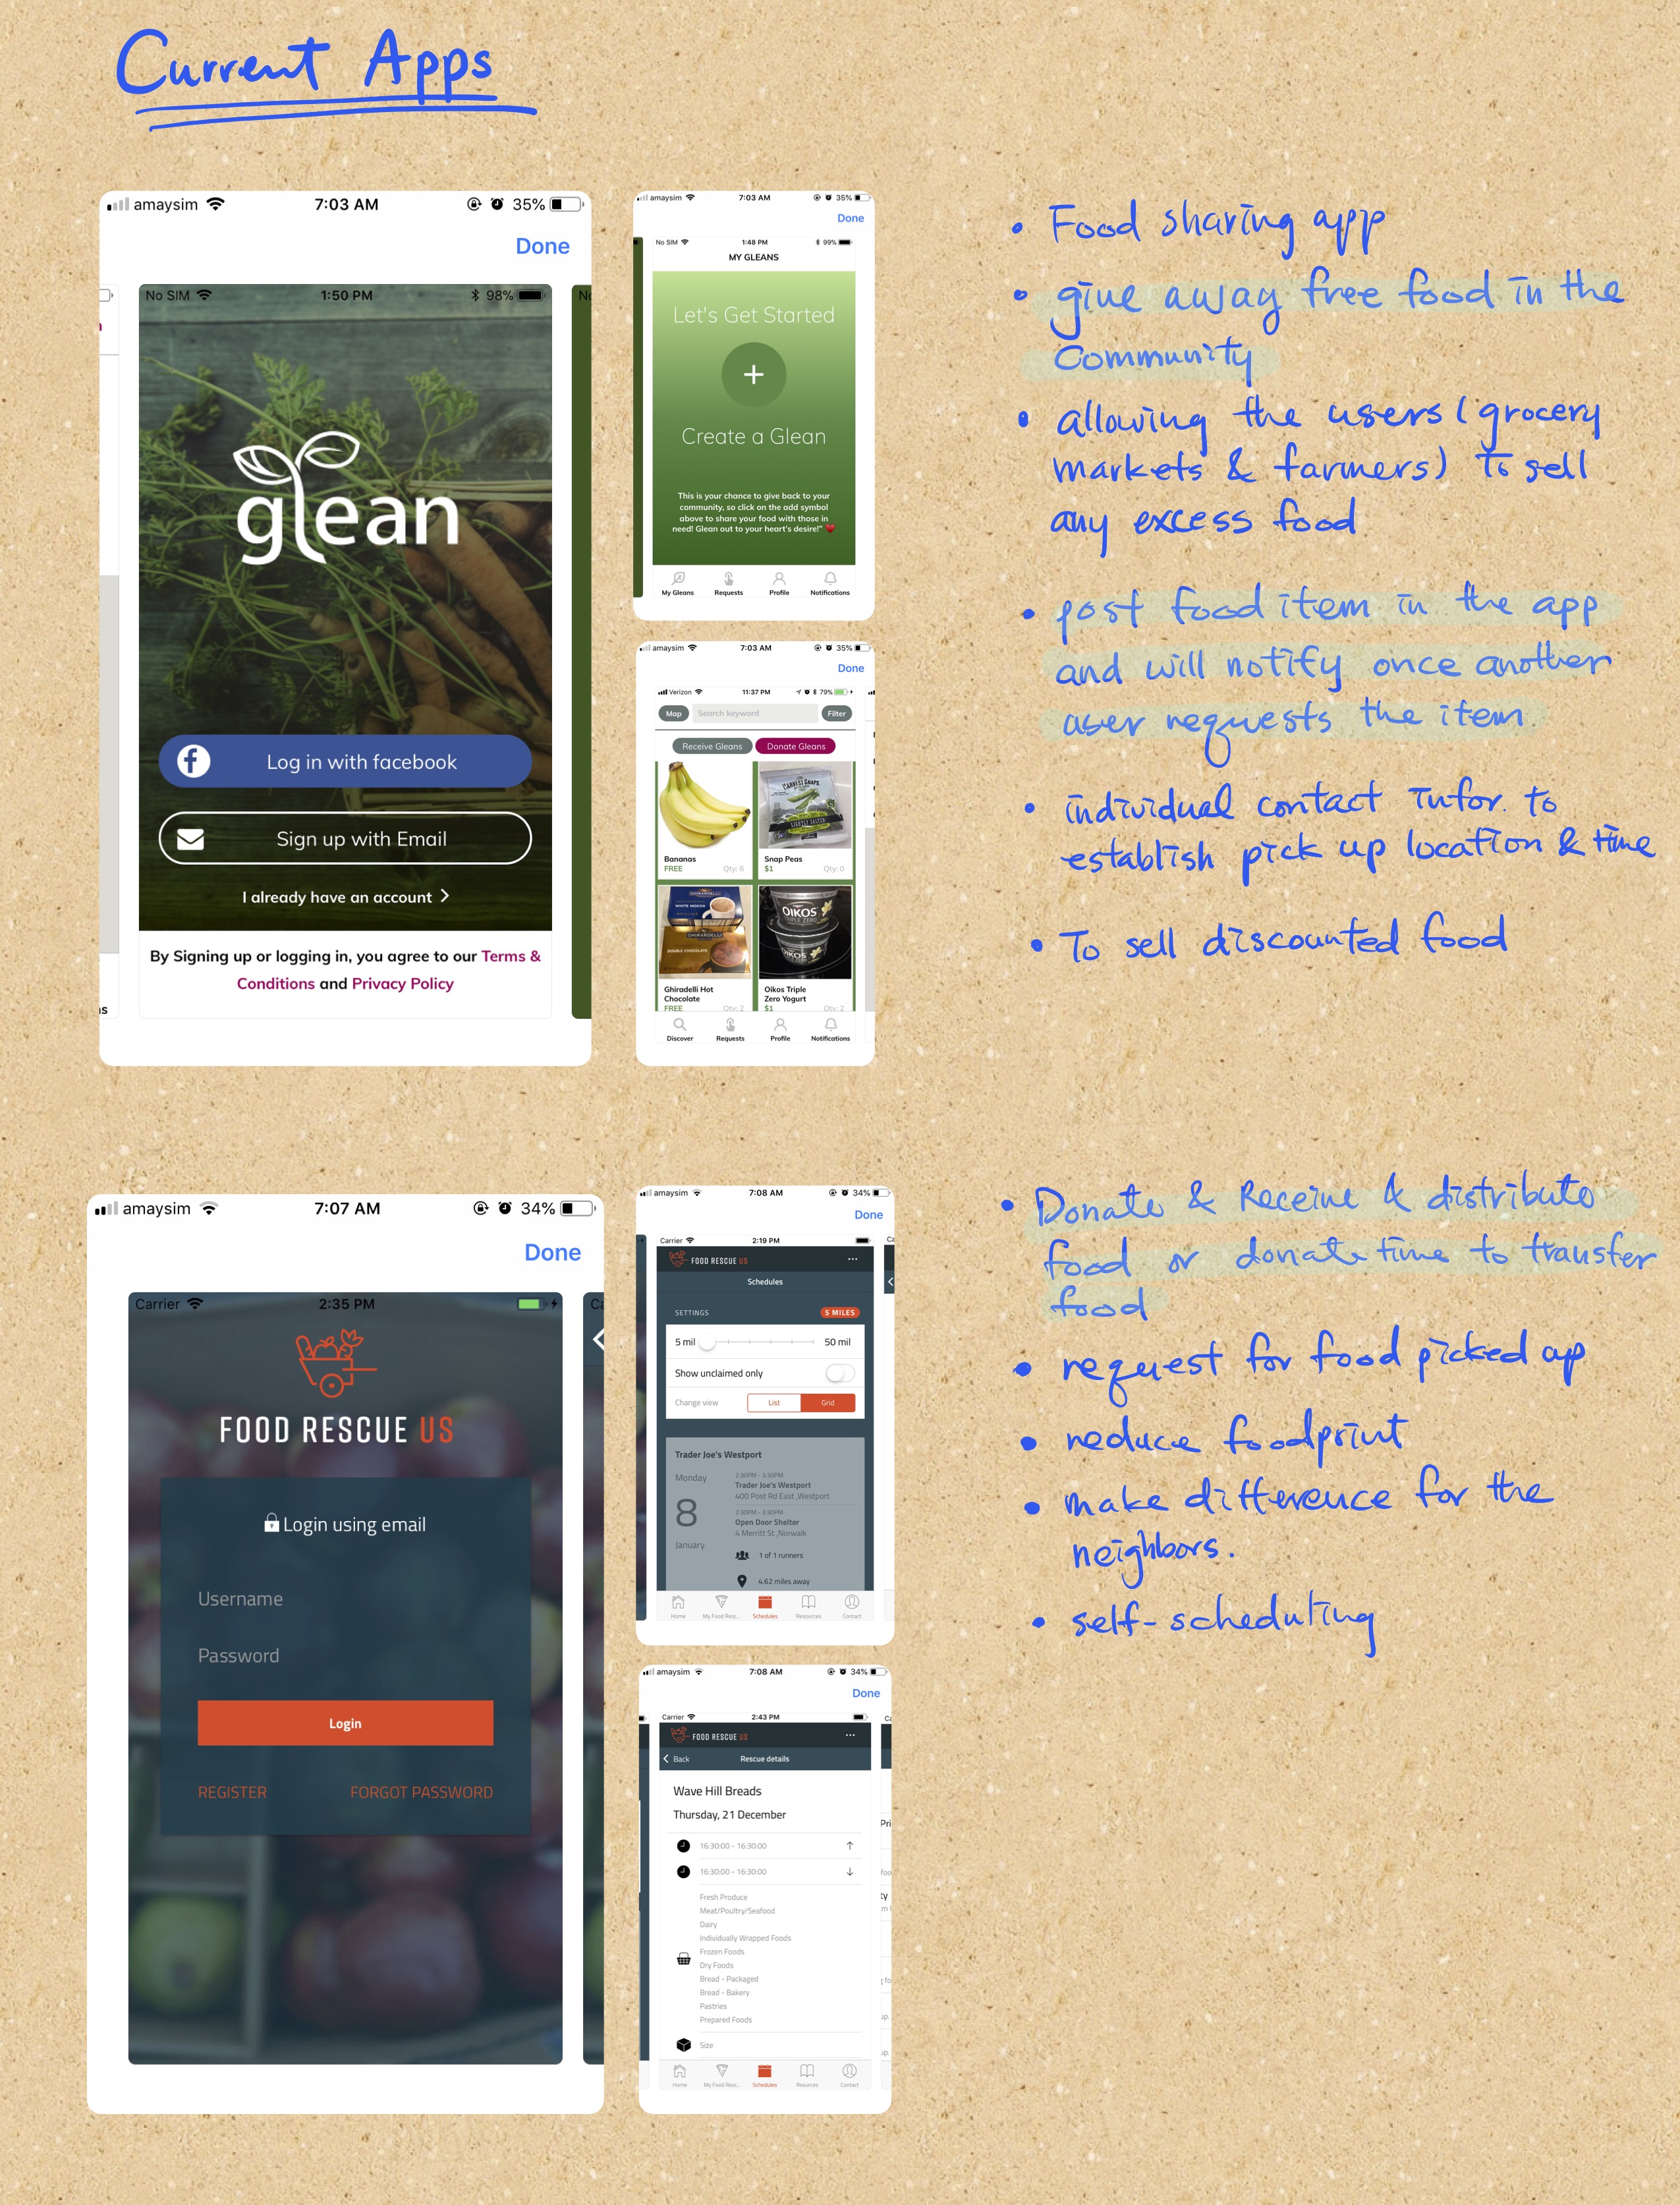 Current Apps
amaysim 7:03 AM 35%
Done
No SIM 1:50 PM 98%
glean
Log in with facebook
Sign up with Email
I already have an account
By Signing up or logging in, you agree to our Terms &
Conditions and Privacy Policy
amaysim 7:03 AM 35%
Done
No SIM 1:48 PM 99%
MY GLEANS
Let's Get Started
+
Create a Glean
This is your chance to give back to your
community, so click on the add symbol
above to share your food with those in
need! Glean out to your heart's desire!"
My Gleans Requests Profile Notifications
amaysim 7:03 AM 35%
Done
Verizon 11:37 PM 79%
Map Search keyword Filter
Receive Gleans Donate Gleans
HARVEST SNAPS
LIGHTLY SALTED
Bananas Snap Peas
FREE Qty: 6 $1 Qty: 0
GHIRARDELLI
WHITE MOCHA
GHIRARDELLI
DOUBLE CHOCOLATE
OIKOS
TRIPLE ZERO
OIKOS
Ghiradelli Hot
Chocolate
FREE Qty: 2
Oikos Triple
Zero Yogurt
$1 Qty: 2
Discover Requests Profile Notifications
• Food sharing app
• give away free food in the
community
• allowing the users (grocery
markets & farmers) to sell
any excess food
• post food item in the app
and will notify once another
user requests the item.
• individual contact infor. to
establish pick up location & time
• To sell discounted food
amaysim 7:07 AM 34%
Done
Carrier 2:35 PM
FOOD RESCUE US
Login using email
Username
Password
Login
REGISTER FORGOT PASSWORD
amaysim 7:08 AM 34%
Done
Carrier 2:19 PM
FOOD RESCUE US
Schedules
SETTINGS 5 MILES
5 mil 50 mil
Show unclaimed only
Change view List Grid
Trader Joe's Westport
Monday
8
January
2:30PM - 3:30PM
Trader Joe's Westport
400 Post Rd East ,Westport
2:30PM - 3:30PM
Open Door Shelter
4 Merritt St ,Norwalk
1 of 1 runners
4.62 miles away
Home My Food Resc... Schedules Resources Contact
amaysim 7:08 AM 34%
Done
Carrier 2:43 PM
FOOD RESCUE US
Back Rescue details
Wave Hill Breads
Thursday, 21 December
16:30:00 - 16:30:00
16:30:00 - 16:30:00
Fresh Produce
Meat/Poultry/Seafood
Dairy
Individually Wrapped Foods
Frozen Foods
Dry Foods
Bread - Packaged
Bread - Bakery
Pastries
Prepared Foods
Size
Home My Food Resc... Schedules Resources Contact
• Donate & Receive & distribute
food or donate time to transfer
food
• request for food picked up
• reduce foodprint
• make difference for the
neighbors.
• self-scheduling